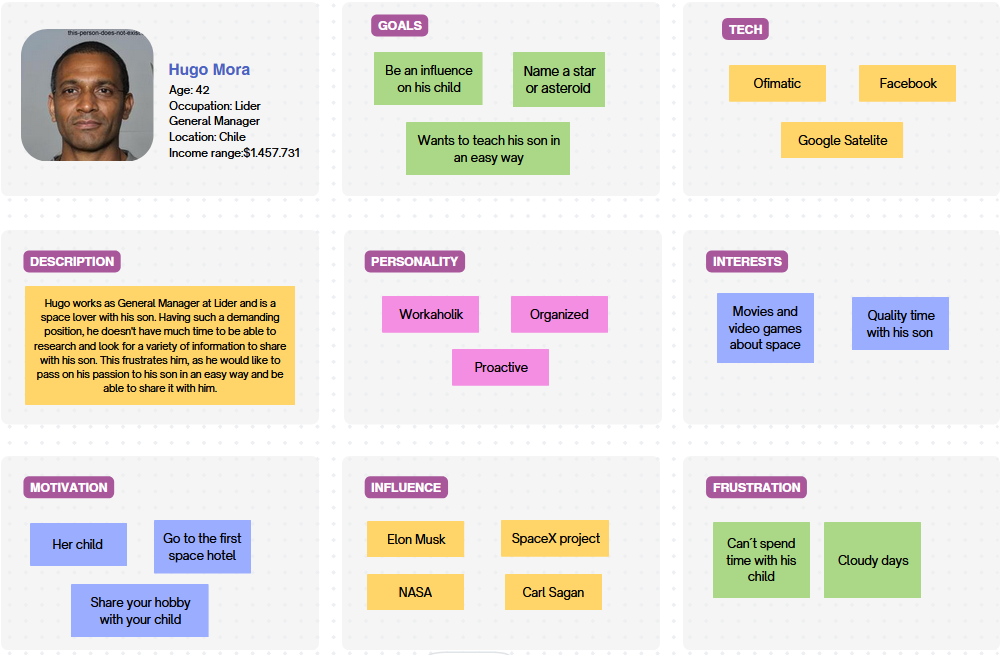 this-person-does-not-exist
Hugo Mora
Age: 42
Occupation: Lider
General Manager
Location: Chile
Income range:$1.457.731
GOALS
Be an influence
on his child
Name a star
or asterold
Wants to teach his son in
an easy way
TECH
Ofimatic
Facebook
Google Satelite
DESCRIPTION
Hugo works as General Manager at Lider and is a
space lover with his son. Having such a demanding
position, he doesn't have much time to be able to
research and look for a variety of information to share
with his son. This frustrates him, as he would like to
pass on his passion to his son in an easy way and be
able to share it with him.
PERSONALITY
Workaholik
Organized
Proactive
INTERESTS
Movies and
video games
about space
Quality time
with his son
MOTIVATION
Her child
Go to the first
space hotel
Share your hobby
with your child
INFLUENCE
Elon Musk
SpaceX project
NASA
Carl Sagan
FRUSTRATION
Can´t spend
time with his
child
Cloudy days